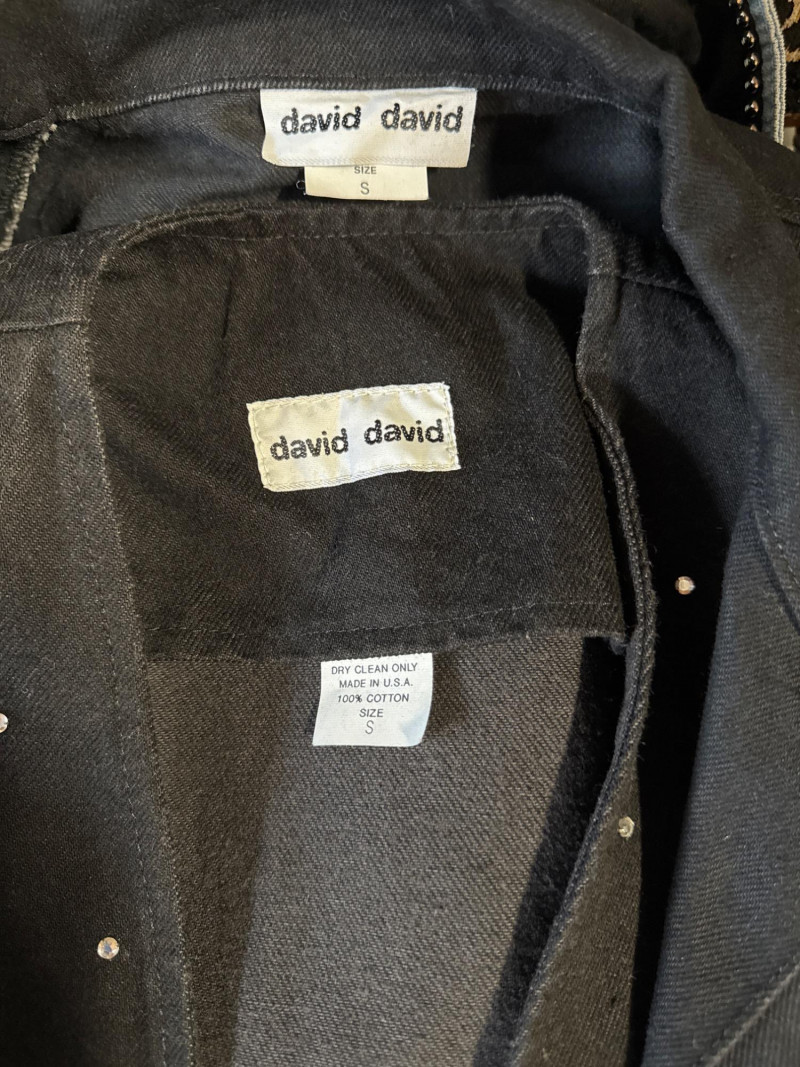 david david
SIZE
S
david david
DRY CLEAN ONLY
MADE IN U.S.A.
100% COTTON
SIZE
S